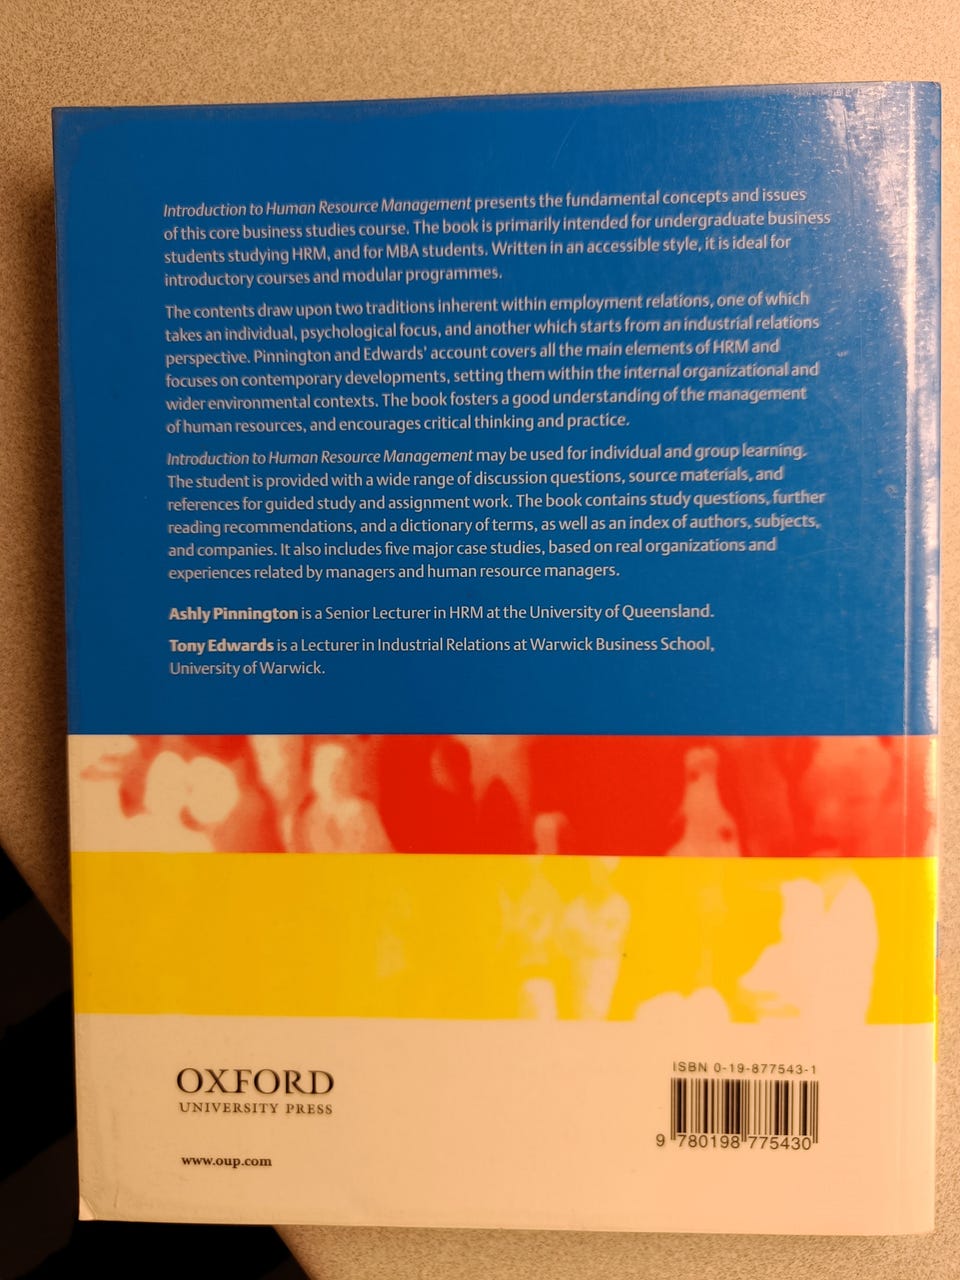 Introduction to Human Resource Management presents the fundamental concepts and issues
of this core business studies course. The book is primarily intended for undergraduate business
students studying HRM, and for MBA students. Written in an accessible style, it is ideal for
introductory courses and modular programmes.
The contents draw upon two traditions inherent within employment relations, one of which
takes an individual, psychological focus, and another which starts from an industrial relations
perspective. Pinnington and Edwards' account covers all the main elements of HRM and
focuses on contemporary developments, setting them within the internal organizational and
wider environmental contexts. The book fosters a good understanding of the management
of human resources, and encourages critical thinking and practice.
Introduction to Human Resource Management may be used for individual and group learning.
The student is provided with a wide range of discussion questions, source materials, and
references for guided study and assignment work. The book contains study questions, further
reading recommendations, and a dictionary of terms, as well as an index of authors, subjects,
and companies. It also includes five major case studies, based on real organizations and
experiences related by managers and human resource managers.
Ashly Pinnington is a Senior Lecturer in HRM at the University of Queensland.
Tony Edwards is a Lecturer in Industrial Relations at Warwick Business School,
University of Warwick.
OXFORD
UNIVERSITY PRESS
www.oup.com
ISBN 0-19-877543-1
9 780198 775430